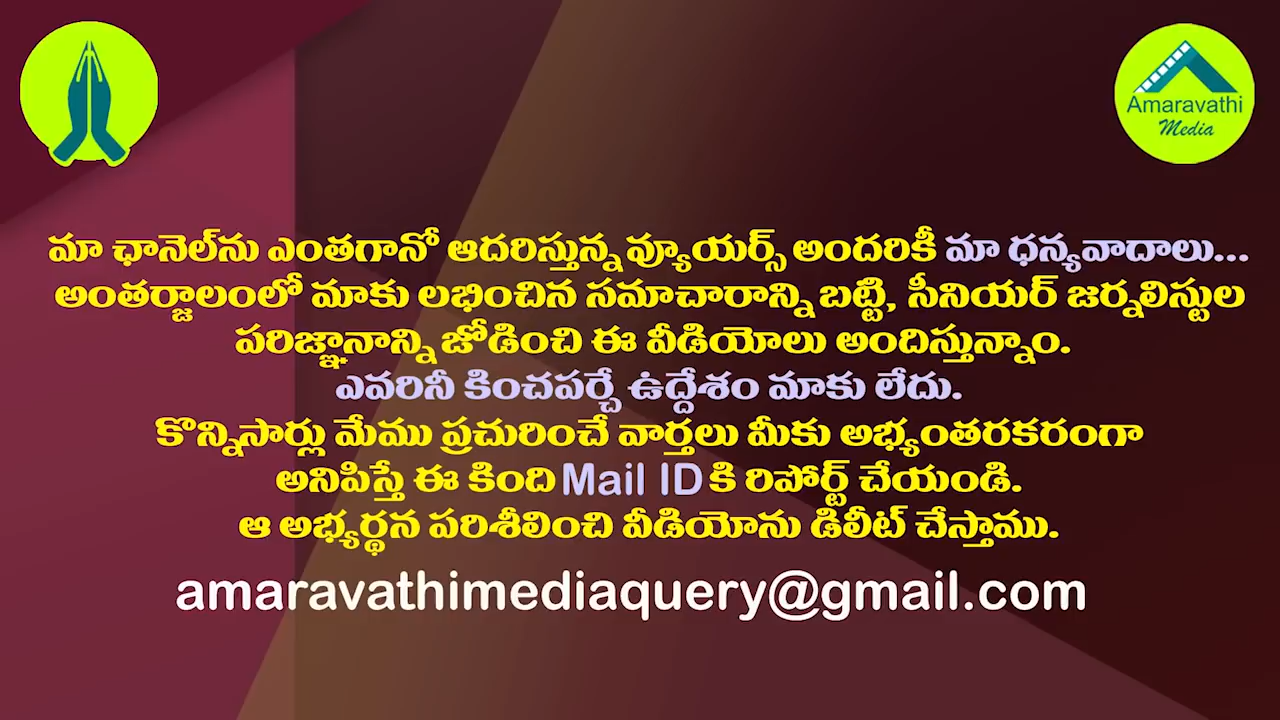 Amaravathi
Media
మా ఛానెల్‌ను ఎంతగానో ఆదరిస్తున్న వ్యూయర్స్ అందరికీ మా ధన్యవాదాలు...
అంతర్జాలంలో మాకు లభించిన సమాచారాన్ని బట్టి, సీనియర్ జర్నలిస్టుల
పరిజ్ఞానాన్ని జోడించి ఈ వీడియోలు అందిస్తున్నాం.
ఎవరినీ కించపర్చే ఉద్దేశం మాకు లేదు.
కొన్నిసార్లు మేము ప్రచురించే వార్తలు మీకు అభ్యంతరకరంగా
అనిపిస్తే ఈ కింది Mail ID కి రిపోర్ట్ చేయండి.
ఆ అభ్యర్థన పరిశీలించి వీడియోను డిలీట్ చేస్తాము.
amaravathimediaquery@gmail.com